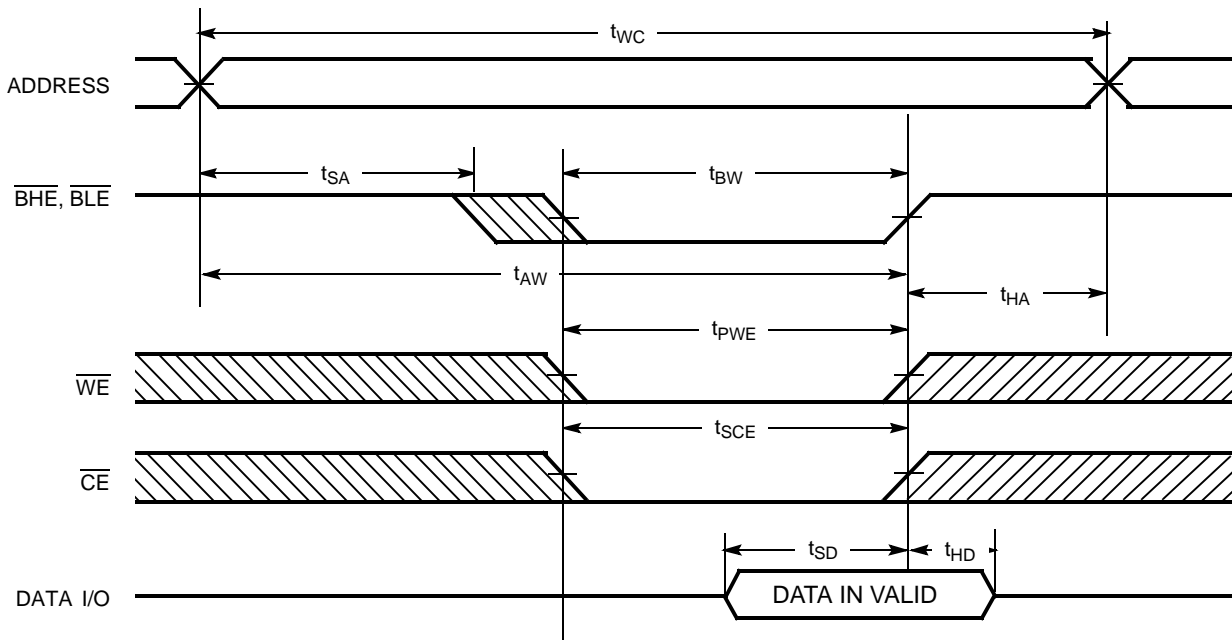 tWC
ADDRESS
tSA
tBW
BHE, BLE
tAW
tHA
tPWE
WE
tSCE
CE
tSD
tHD
DATA I/O
DATA IN VALID